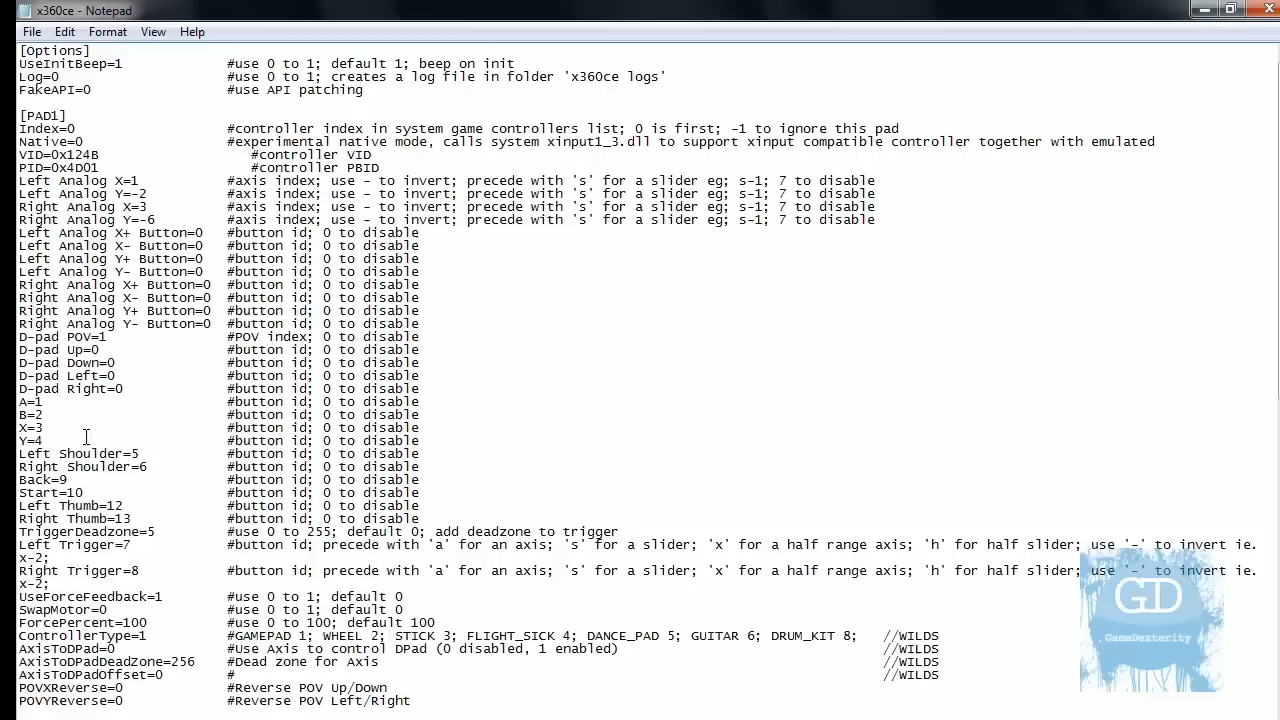 x360ce - Notepad
File Edit Format View Help
[Options]
UseInitBeep=1 #use 0 to 1; default 1; beep on init
Log=0 #use 0 to 1; creates a log file in folder 'x360ce logs'
FakeAPI=0 #use API patching
[PAD1]
Index=0 #controller index in system game controllers list; 0 is first; -1 to ignore this pad
Native=0 #experimental native mode, calls system xinput1_3.dll to support xinput compatible controller together with emulated
VID=0x124B #controller VID
PID=0x4D01 #controller PBID
Left Analog X=1 #axis index; use - to invert; precede with 's' for a slider eg; s-1; 7 to disable
Left Analog Y=-2 #axis index; use - to invert; precede with 's' for a slider eg; s-1; 7 to disable
Right Analog X=3 #axis index; use - to invert; precede with 's' for a slider eg; s-1; 7 to disable
Right Analog Y=-6 #axis index; use - to invert; precede with 's' for a slider eg; s-1; 7 to disable
Left Analog X+ Button=0 #button id; 0 to disable
Left Analog X- Button=0 #button id; 0 to disable
Left Analog Y+ Button=0 #button id; 0 to disable
Left Analog Y- Button=0 #button id; 0 to disable
Right Analog X+ Button=0 #button id; 0 to disable
Right Analog X- Button=0 #button id; 0 to disable
Right Analog Y+ Button=0 #button id; 0 to disable
Right Analog Y- Button=0 #button id; 0 to disable
D-pad POV=1 #POV index; 0 to disable
D-pad Up=0 #button id; 0 to disable
D-pad Down=0 #button id; 0 to disable
D-pad Left=0 #button id; 0 to disable
D-pad Right=0 #button id; 0 to disable
A=1 #button id; 0 to disable
B=2 #button id; 0 to disable
X=3 #button id; 0 to disable
Y=4 #button id; 0 to disable
Left Shoulder=5 #button id; 0 to disable
Right Shoulder=6 #button id; 0 to disable
Back=9 #button id; 0 to disable
Start=10 #button id; 0 to disable
Left Thumb=12 #button id; 0 to disable
Right Thumb=13 #button id; 0 to disable
TriggerDeadzone=5 #use 0 to 255; default 0; add deadzone to trigger
Left Trigger=7 #button id; precede with 'a' for an axis; 's' for a slider; 'x' for a half range axis; 'h' for half slider; use '-' to invert ie.
x-2;
Right Trigger=8 #button id; precede with 'a' for an axis; 's' for a slider; 'x' for a half range axis; 'h' for half slider; use '-' to invert ie.
x-2;
UseForceFeedback=1 #use 0 to 1; default 0
SwapMotor=0 #use 0 to 1; default 0
ForcePercent=100 #use 0 to 100; default 100
ControllerType=1 #GAMEPAD 1; WHEEL 2; STICK 3; FLIGHT_SICK 4; DANCE_PAD 5; GUITAR 6; DRUM_KIT 8; //WILDS
AxisToDPad=0 #Use Axis to control DPad (0 disabled, 1 enabled) //WILDS
AxisToDPadDeadZone=256 #Dead zone for Axis //WILDS
AxisToDPadOffset=0 # //WILDS
POVXReverse=0 #Reverse POV Up/Down
POVYReverse=0 #Reverse POV Left/Right
GD
GamaDexterity